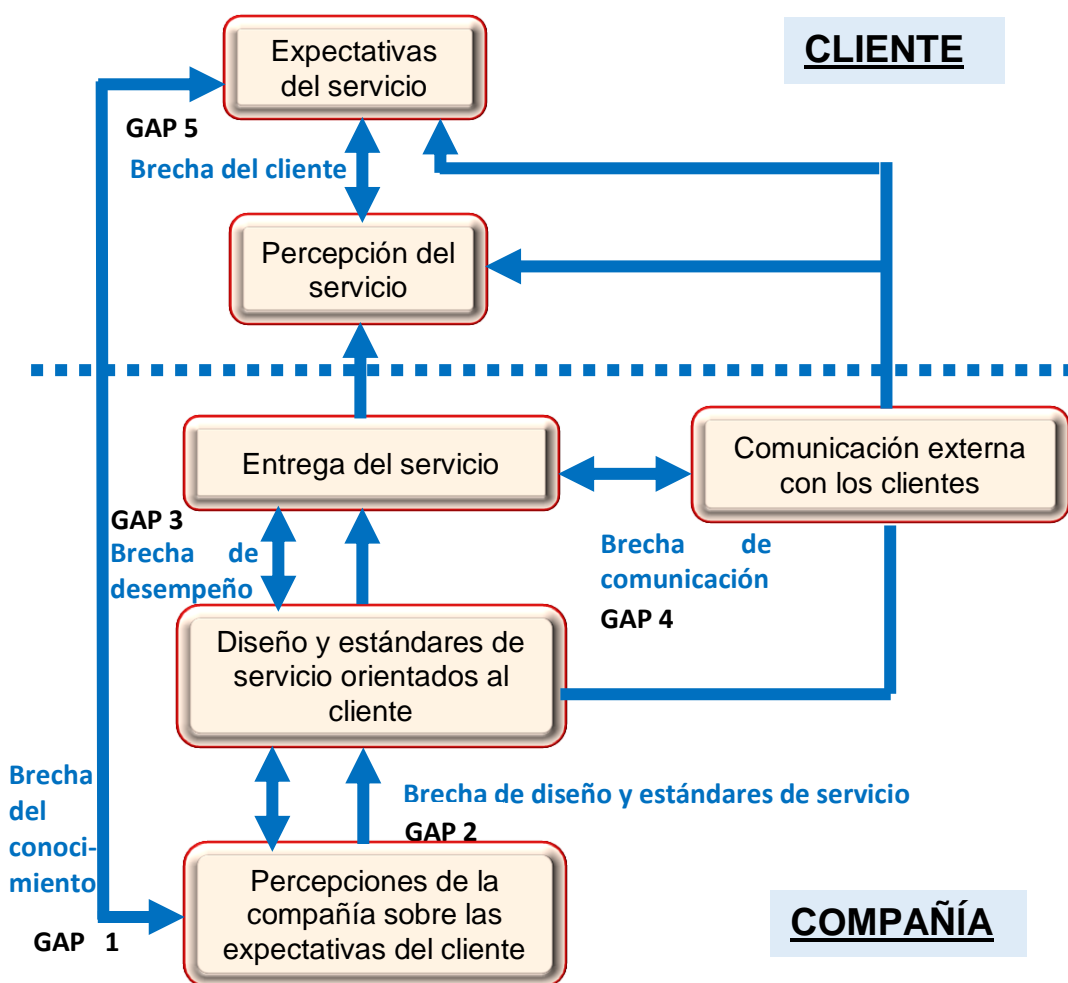 Expectativas
del servicio
CLIENTE
GAP 5
Brecha del cliente
Percepción del
servicio
Entrega del servicio
Comunicación externa
con los clientes
GAP 3
Brecha de
desempeño
Brecha de
comunicación
GAP 4
Diseño y estándares de
servicio orientados al
cliente
Brecha
del
conoci-
miento
GAP 1
Brecha de diseño y estándares de servicio
GAP 2
Percepciones de la
compañía sobre las
expectativas del cliente
COMPAÑÍA